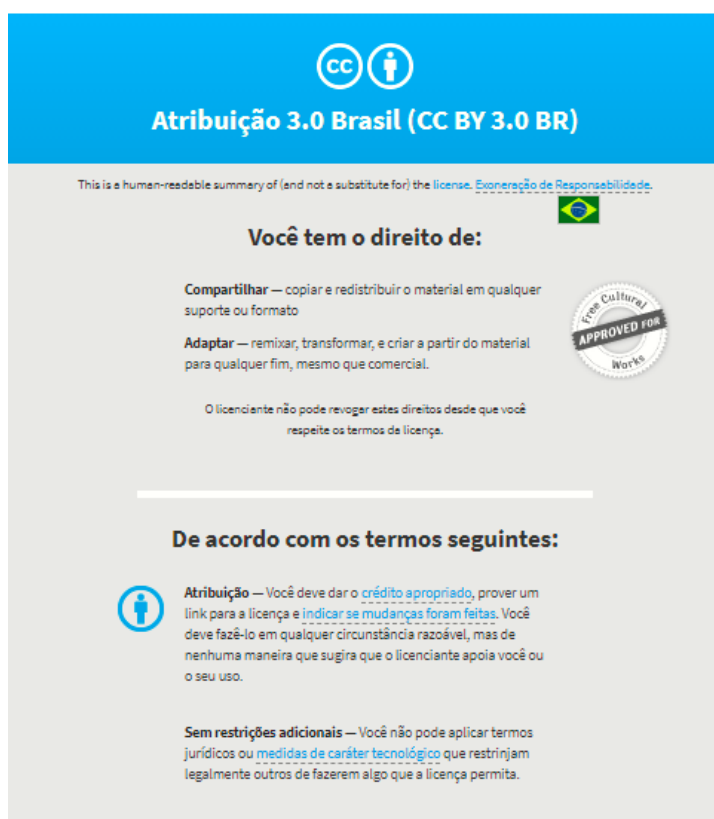 cc
Atribuição 3.0 Brasil (CC BY 3.0 BR)
This is a human-readable summary of (and not a substitute for) the license. Exoneração de Responsabilidade.
Você tem o direito de:
Compartilhar — copiar e redistribuir o material em qualquer
suporte ou formato
Adaptar — remixar, transformar, e criar a partir do material
para qualquer fim, mesmo que comercial.
Free Cultural
APPROVED FOR
Works
O licenciante não pode revogar estes direitos desde que você
respeite os termos da licença.
De acordo com os termos seguintes:
Atribuição — Você deve dar o crédito apropriado, prover um
link para a licença e indicar se mudanças foram feitas. Você
deve fazê-lo em qualquer circunstância razoável, mas de
nenhuma maneira que sugira que o licenciante apoia você ou
o seu uso.
Sem restrições adicionais — Você não pode aplicar termos
jurídicos ou medidas de caráter tecnológico que restrinjam
legalmente outros de fazerem algo que a licença permita.